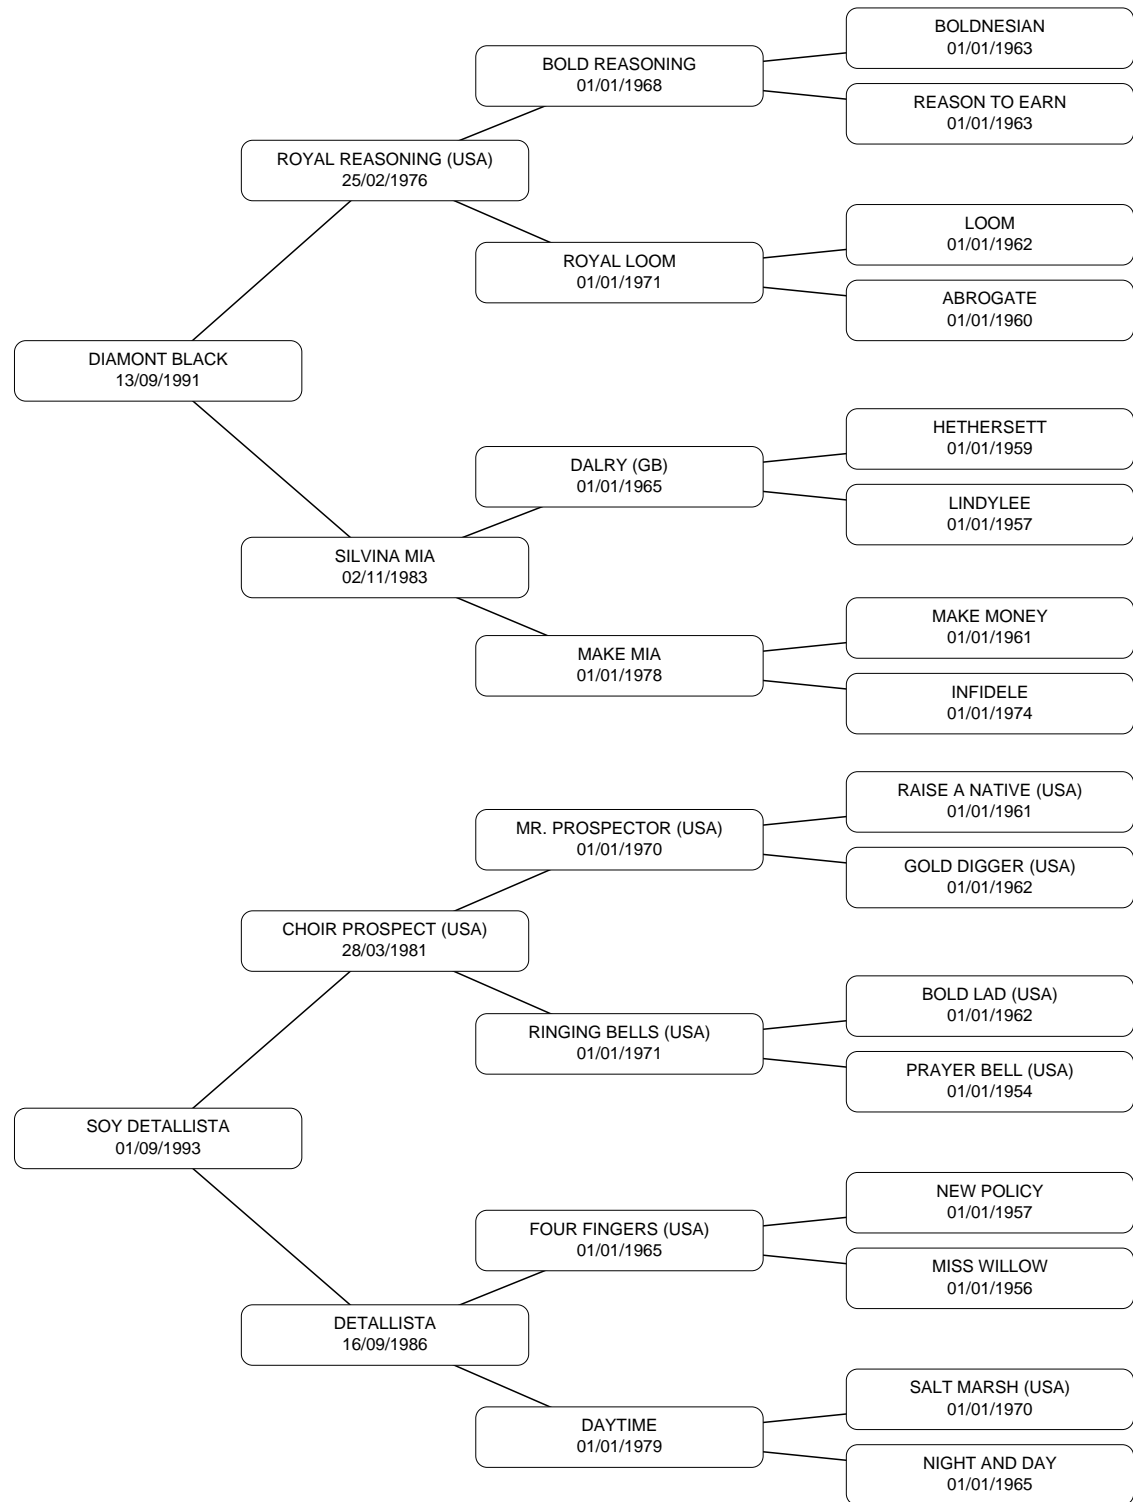 BOLDNESIAN
01/01/1963
BOLD REASONING
01/01/1968
REASON TO EARN
01/01/1963
ROYAL REASONING (USA)
25/02/1976
LOOM
01/01/1962
ROYAL LOOM
01/01/1971
ABROGATE
01/01/1960
DIAMONT BLACK
13/09/1991
HETHERSETT
01/01/1959
DALRY (GB)
01/01/1965
LINDYLEE
01/01/1957
SILVINA MIA
02/11/1983
MAKE MONEY
01/01/1961
MAKE MIA
01/01/1978
INFIDELE
01/01/1974
RAISE A NATIVE (USA)
01/01/1961
MR. PROSPECTOR (USA)
01/01/1970
GOLD DIGGER (USA)
01/01/1962
CHOIR PROSPECT (USA)
28/03/1981
BOLD LAD (USA)
01/01/1962
RINGING BELLS (USA)
01/01/1971
PRAYER BELL (USA)
01/01/1954
SOY DETALLISTA
01/09/1993
NEW POLICY
01/01/1957
FOUR FINGERS (USA)
01/01/1965
MISS WILLOW
01/01/1956
DETALLISTA
16/09/1986
SALT MARSH (USA)
01/01/1970
DAYTIME
01/01/1979
NIGHT AND DAY
01/01/1965